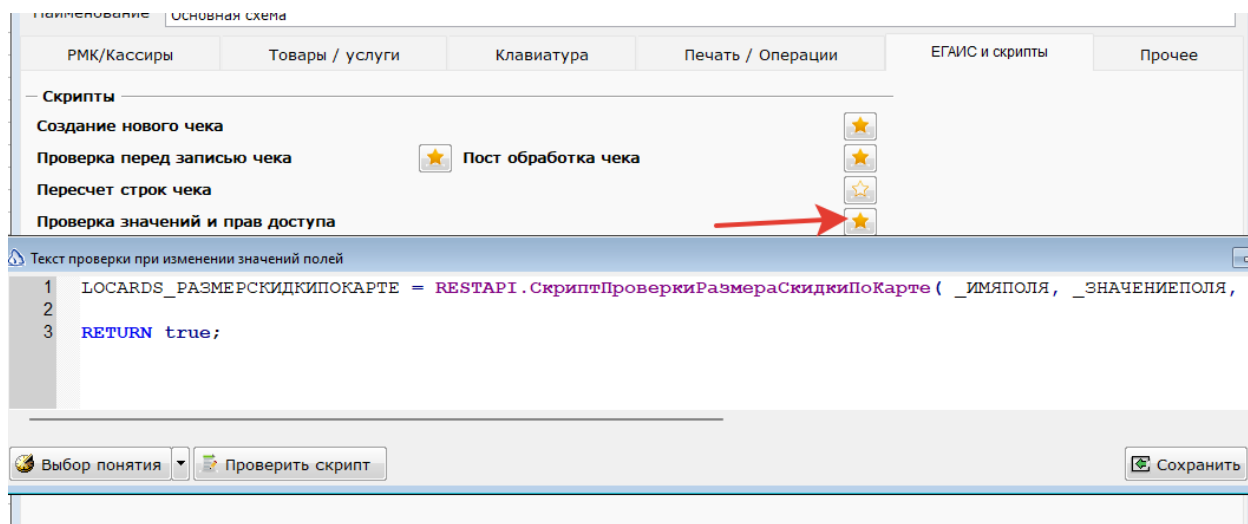 Наименование Основная схема
РМК/Кассиры Товары / услуги Клавиатура Печать / Операции ЕГАИС и скрипты Прочее
Скрипты
Создание нового чека
Проверка перед записью чека Пост обработка чека
Пересчет строк чека
Проверка значений и прав доступа
Текст проверки при изменении значений полей
1 LOCARDS_РАЗМЕРСКИДКИПОКАРТЕ = RESTAPI.СкриптПроверкиРазмераСкидкиПоКарте( _ИМЯПОЛЯ, _ЗНАЧЕНИЕПОЛЯ,
2
3 RETURN true;
Выбор понятия Проверить скрипт Сохранить